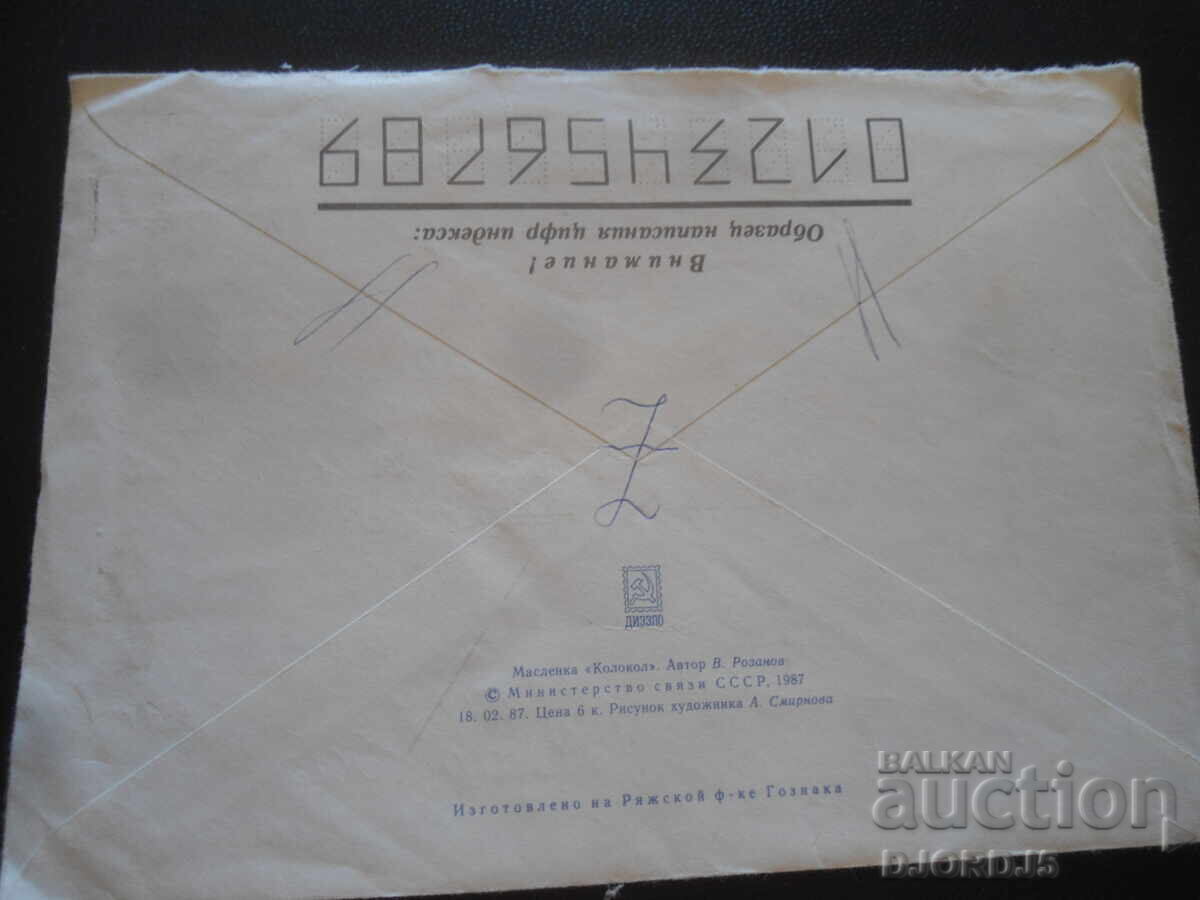 0123456789
Образец написания цифр индекса:
Внимание!
Z
ДИЭЗПО
Масленка «Колокол». Автор В. Розанов
© Министерство связи СССР, 1987
18. 02. 87. Цена 6 к. Рисунок художника А. Смирнова
Изготовлено на Ряжской ф-ке Гознака
BALKAN
auction
DJORDJ5